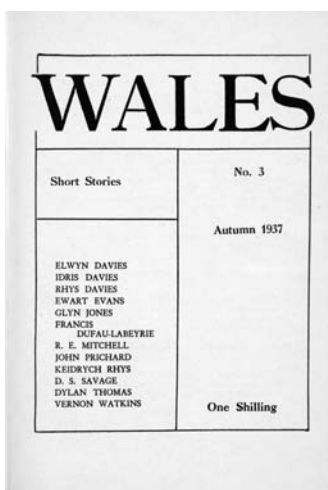 WALES
Short Stories
ELWYN DAVIES
IDRIS DAVIES
RHYS DAVIES
EWART EVANS
GLYN JONES
FRANCIS
DUFAU-LABEYRIE
R. E. MITCHELL
JOHN PRICHARD
KEIDRYCH RHYS
D. S. SAVAGE
DYLAN THOMAS
VERNON WATKINS
No. 3
Autumn 1937
One Shilling